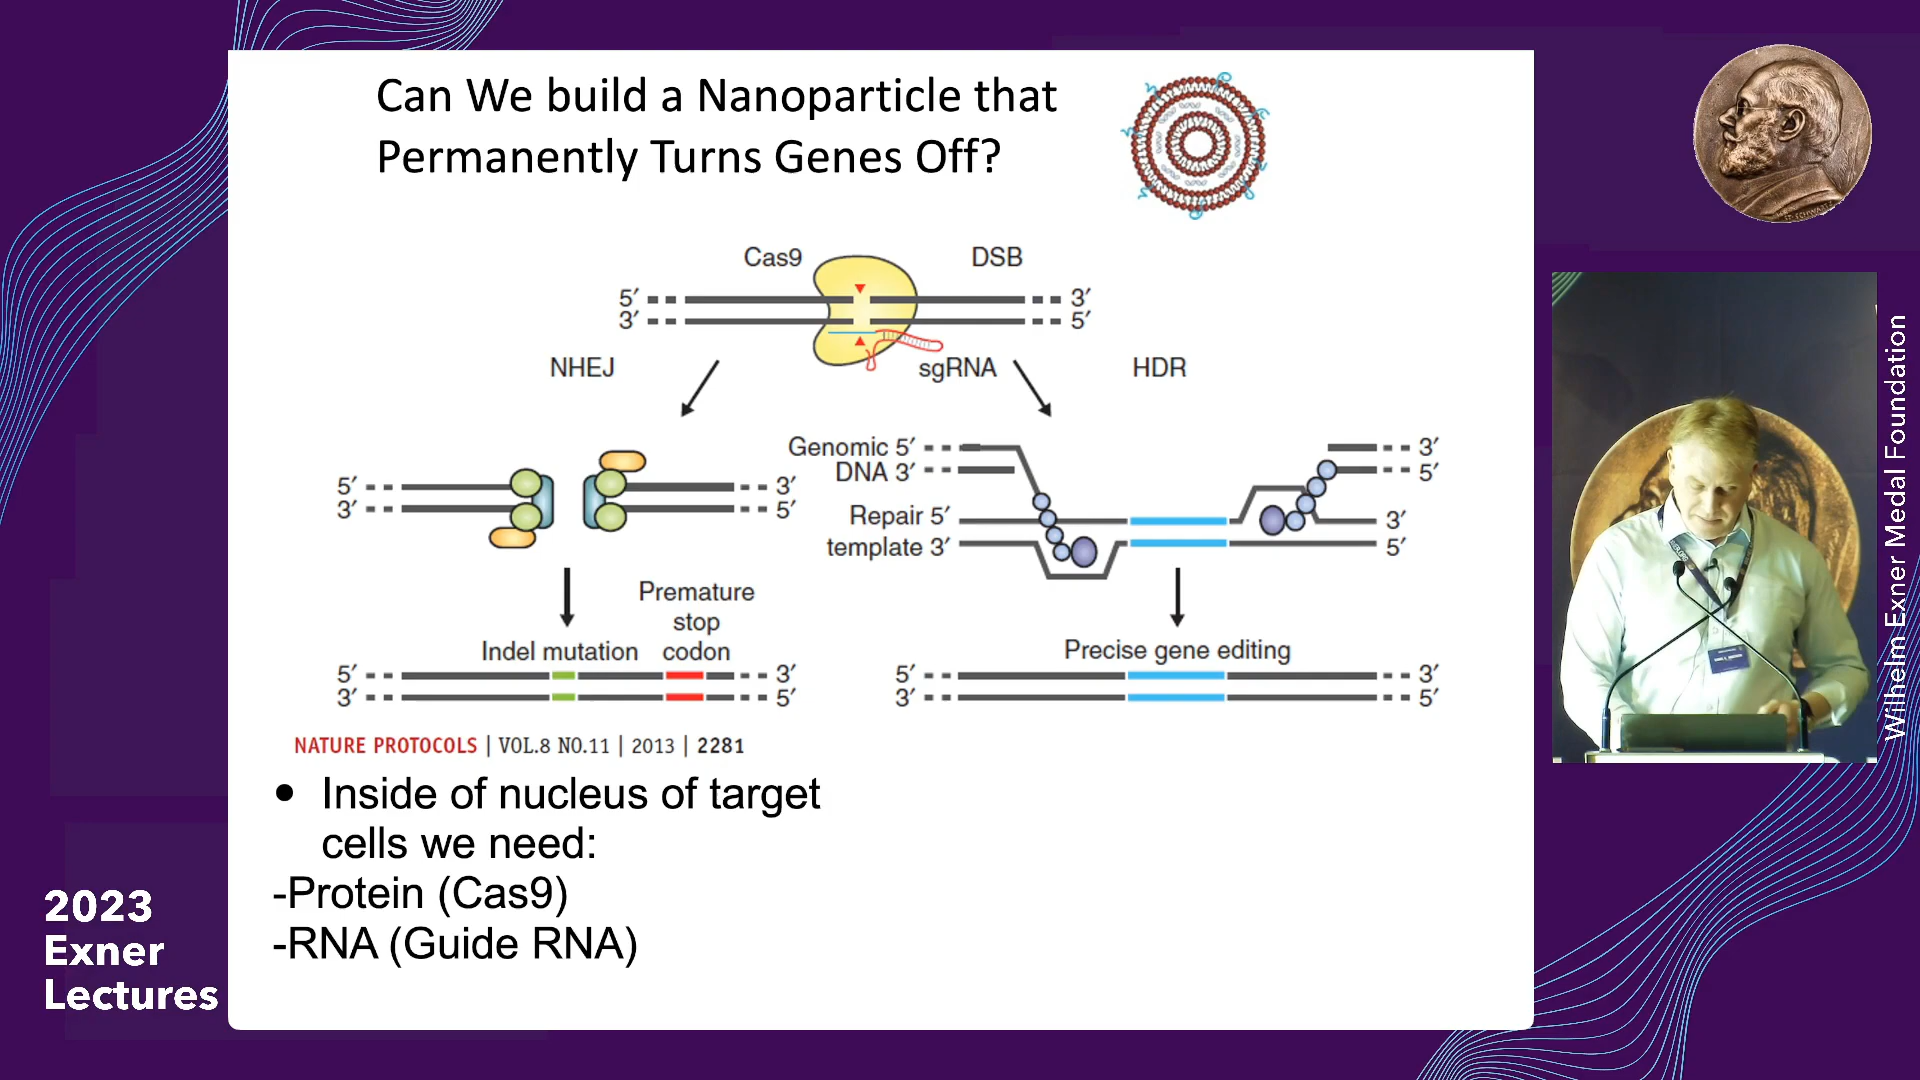 Can We build a Nanoparticle that
Permanently Turns Genes Off?
Cas9
DSB
5′
3′
3′
5′
NHEJ
sgRNA
HDR
5′
3′
3′
5′
Genomic 5′
DNA 3′
3′
5′
Repair 5′
template 3′
3′
5′
Premature
stop
codon
Indel mutation
5′
3′
3′
5′
Precise gene editing
5′
3′
3′
5′
NATURE PROTOCOLS | VOL.8 NO.11 | 2013 | 2281
● Inside of nucleus of target
cells we need:
-Protein (Cas9)
-RNA (Guide RNA)
2023
Exner
Lectures
Wilhelm Exner Medal Foundation